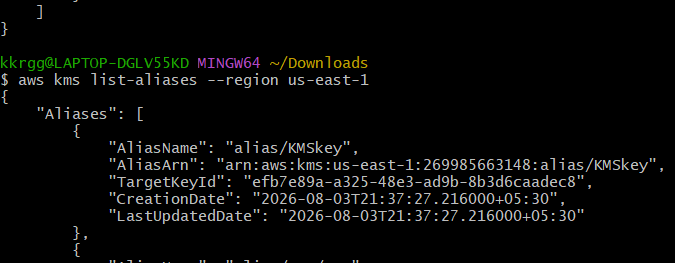 ]
}

kkrgg@LAPTOP-DGLV55KD MINGW64 ~/Downloads
$ aws kms list-aliases --region us-east-1
{
    "Aliases": [
        {
            "AliasName": "alias/KMSkey",
            "AliasArn": "arn:aws:kms:us-east-1:269985663148:alias/KMSkey",
            "TargetKeyId": "efb7e89a-a325-48e3-ad9b-8b3d6caadec8",
            "CreationDate": "2026-08-03T21:37:27.216000+05:30",
            "LastUpdatedDate": "2026-08-03T21:37:27.216000+05:30"
        },
        {